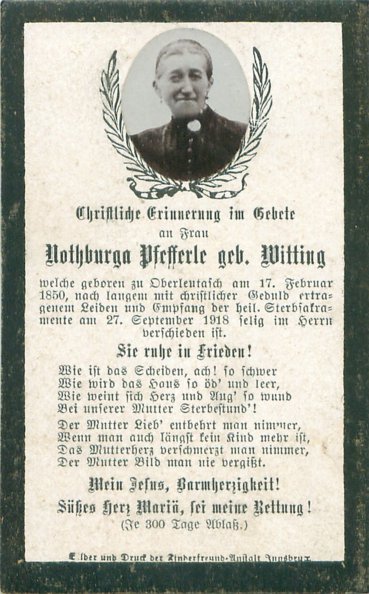 Christliche Erinnerung im Gebete
an Frau
Nothburga Pfefferle geb. Witting
welche geboren zu Oberleutasch am 17. Februar
1850, nach langem mit christlicher Geduld ertra-
genem Leiden und Empfang der heil. Sterbsakra-
mente am 27. September 1918 selig im Herrn
verschieden ist.
Sie ruhe in Frieden!
Wie ist das Scheiden, ach! so schwer
Wie wird das Haus so öd' und leer,
Wie weint sich Herz und Aug' so wund
Bei unserer Mutter Sterbestund'!
Der Mutter Lieb' entbehrt man nimmer,
Wenn man auch längst kein Kind mehr ist,
Das Mutterherz verschmerzt man nimmer,
Der Mutter Bild man nie vergißt.
Mein Jesus, Barmherzigkeit!
Süßes Herz Mariä, sei meine Rettung!
(Je 300 Tage Ablaß.)
und Druck der Kinderfreund-Anstalt Innsbruck